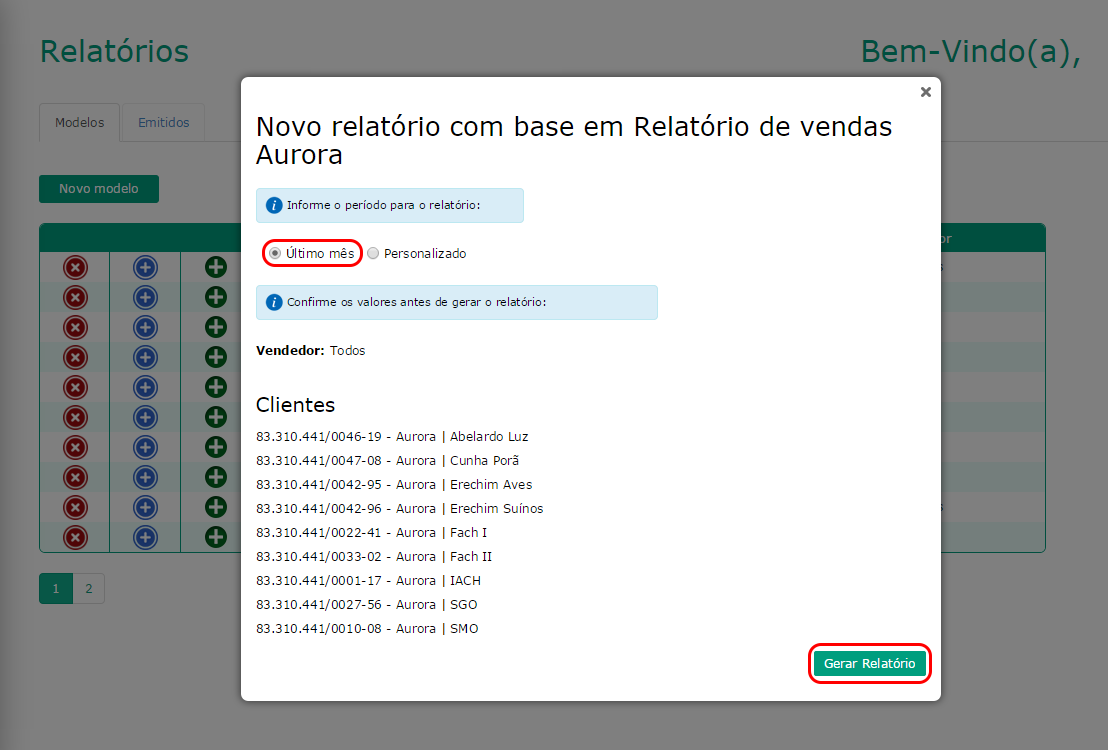 Relatórios
Bem-Vindo(a),
Modelos
Emitidos
Novo modelo
or
s
s
1
2
Novo relatório com base em Relatório de vendas
Aurora
Informe o período para o relatório:
Último mês
Personalizado
Confirme os valores antes de gerar o relatório:
Vendedor: Todos
Clientes
83.310.441/0046-19 - Aurora | Abelardo Luz
83.310.441/0047-08 - Aurora | Cunha Porã
83.310.441/0042-95 - Aurora | Erechim Aves
83.310.441/0042-96 - Aurora | Erechim Suínos
83.310.441/0022-41 - Aurora | Fach I
83.310.441/0033-02 - Aurora | Fach II
83.310.441/0001-17 - Aurora | IACH
83.310.441/0027-56 - Aurora | SGO
83.310.441/0010-08 - Aurora | SMO
Gerar Relatório